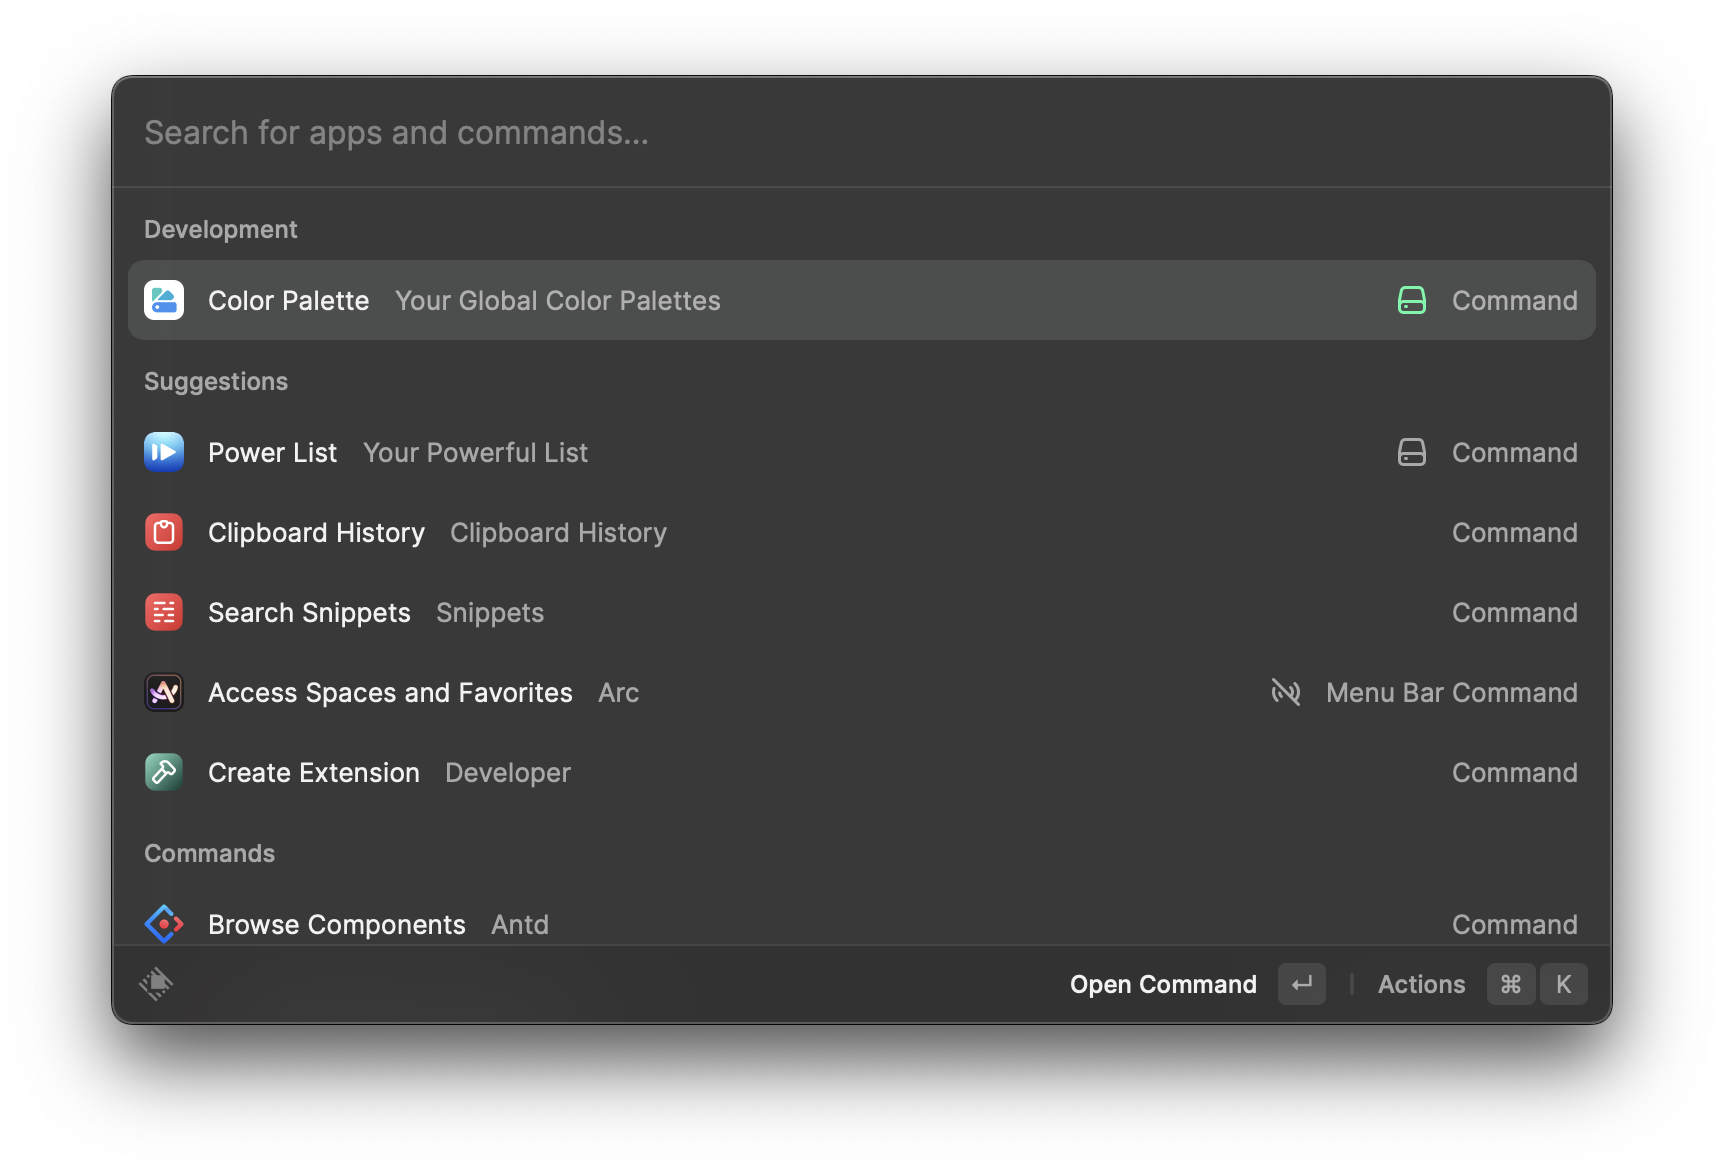 Search for apps and commands...
Development
Color Palette Your Global Color Palettes Command
Suggestions
Power List Your Powerful List Command
Clipboard History Clipboard History Command
Search Snippets Snippets Command
Access Spaces and Favorites Arc Menu Bar Command
Create Extension Developer Command
Commands
Browse Components Antd Command
Open Command ↵ Actions ⌘ K